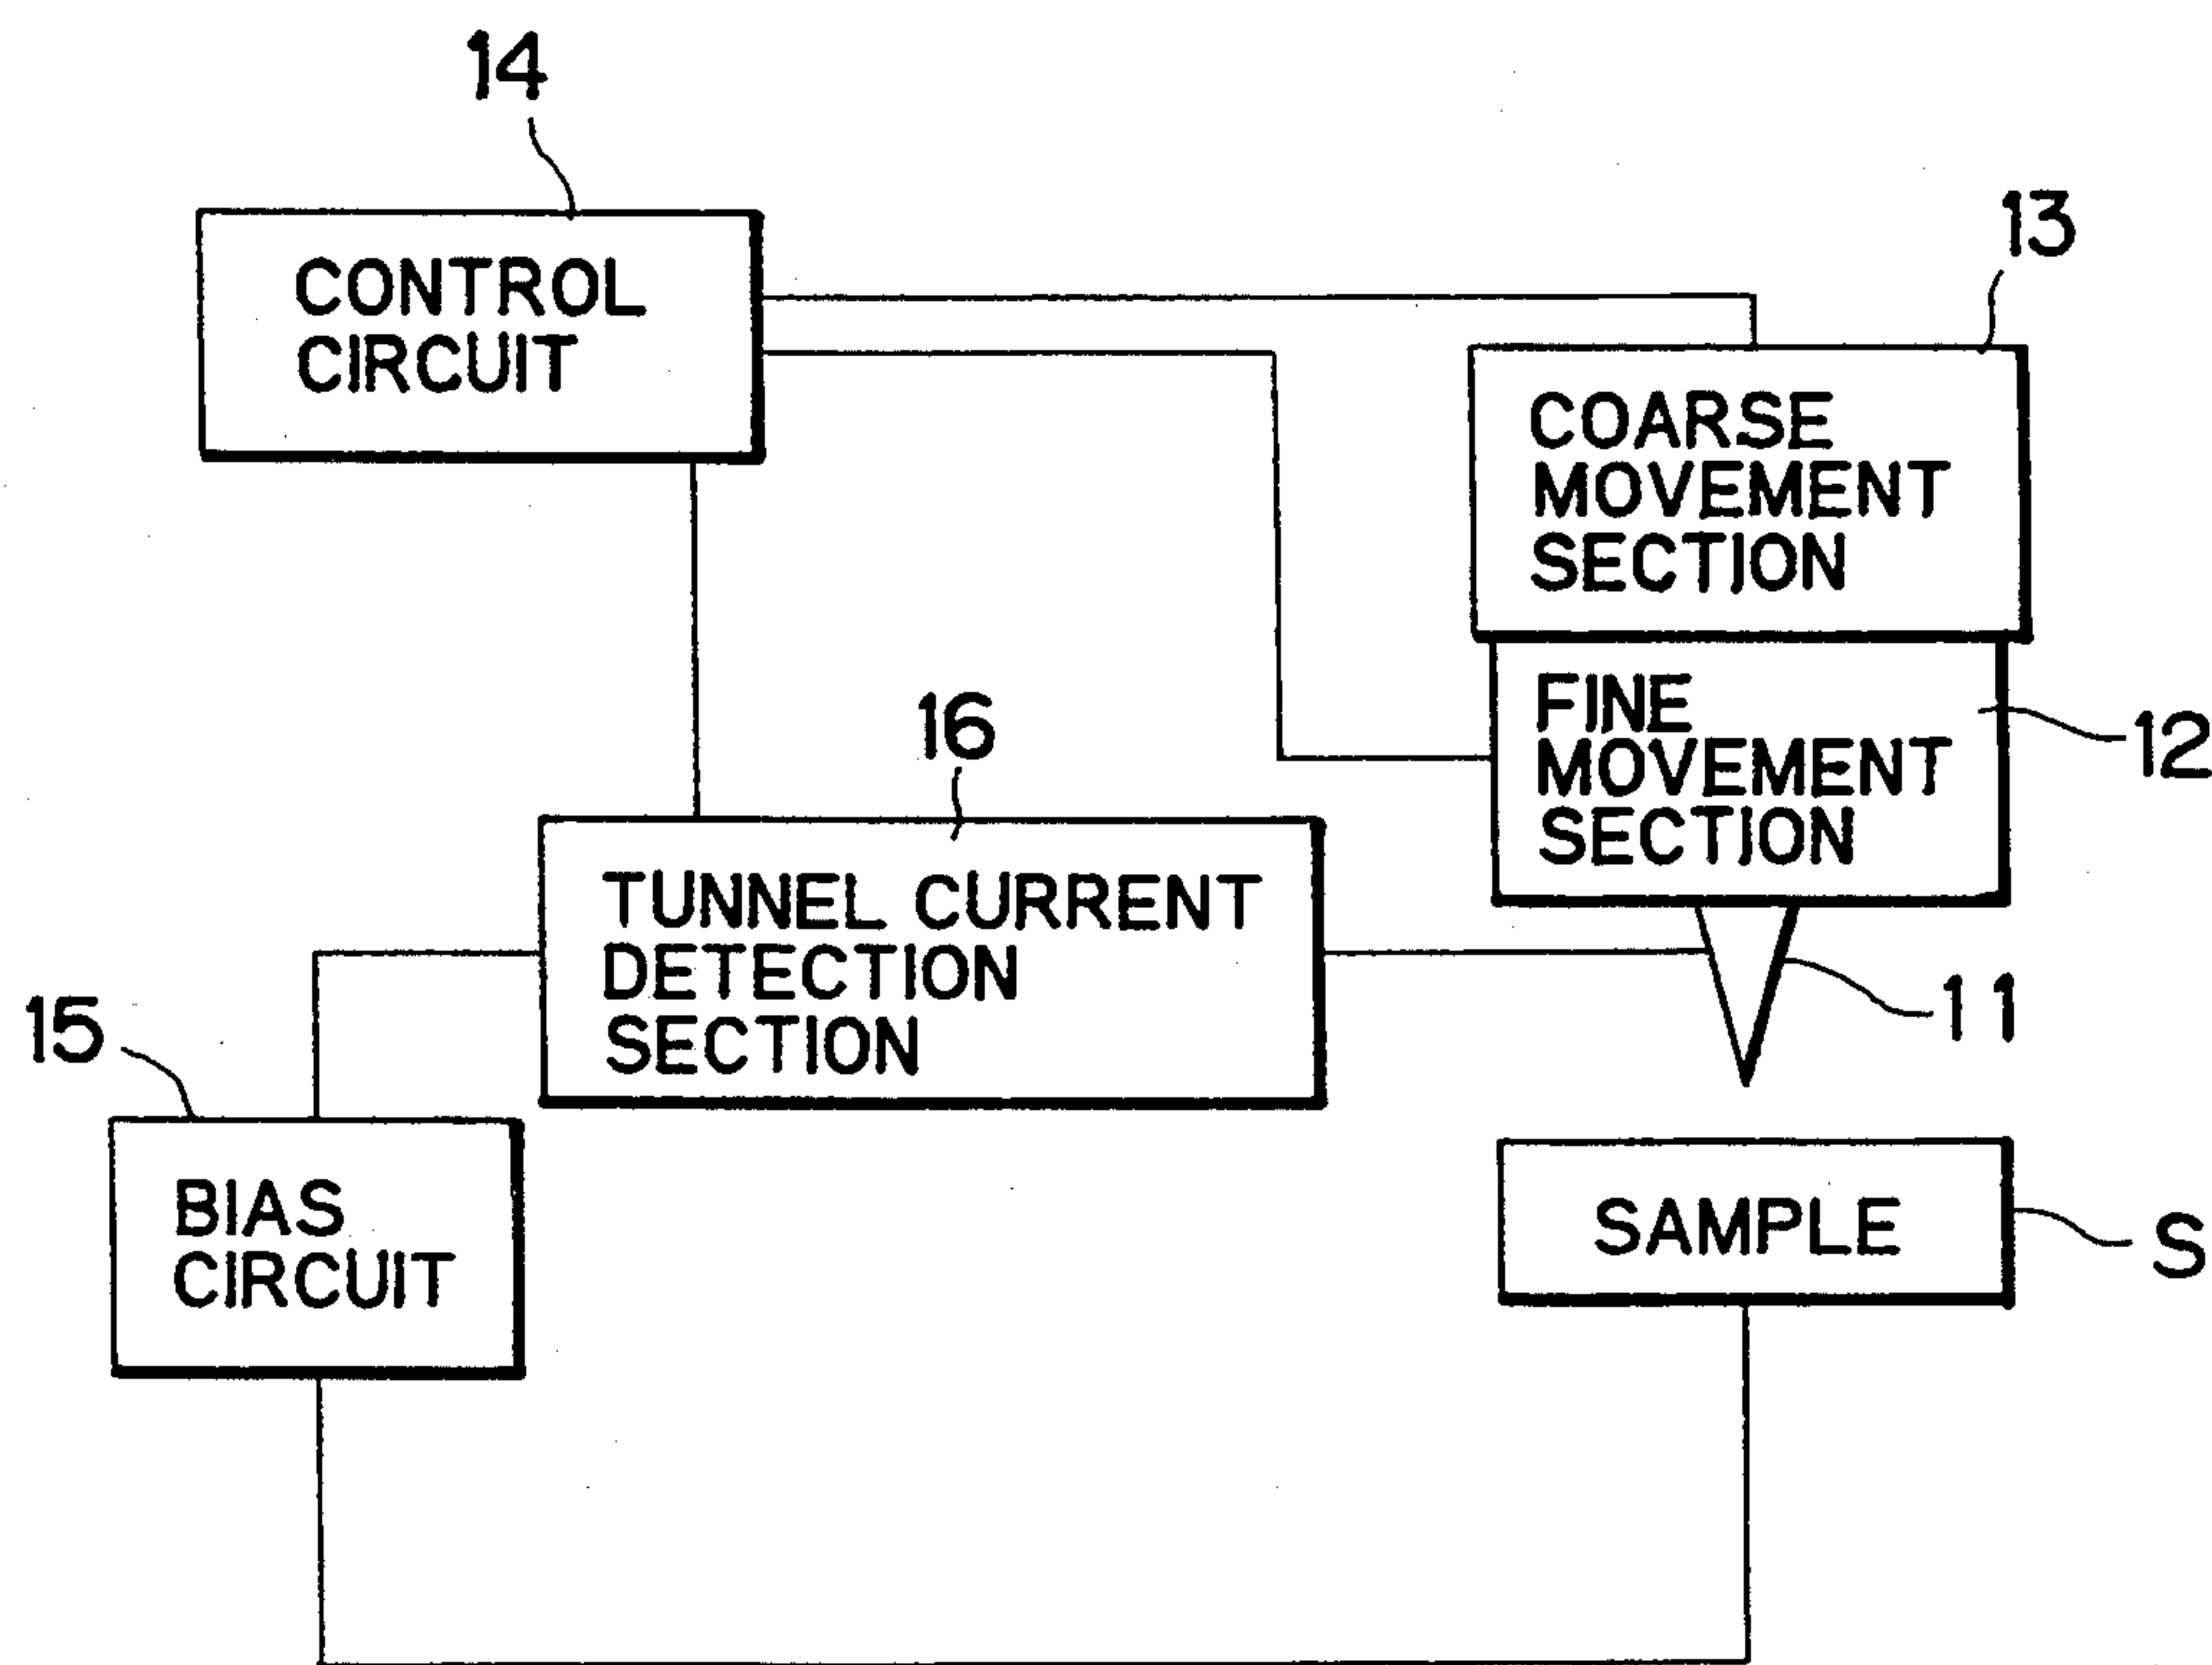 14
CONTROL
CIRCUIT
13
COARSE
MOVEMENT
SECTION
FINE
MOVEMENT
SECTION
12
16
TUNNEL CURRENT
DETECTION
SECTION
11
15
BIAS
CIRCUIT
SAMPLE
S